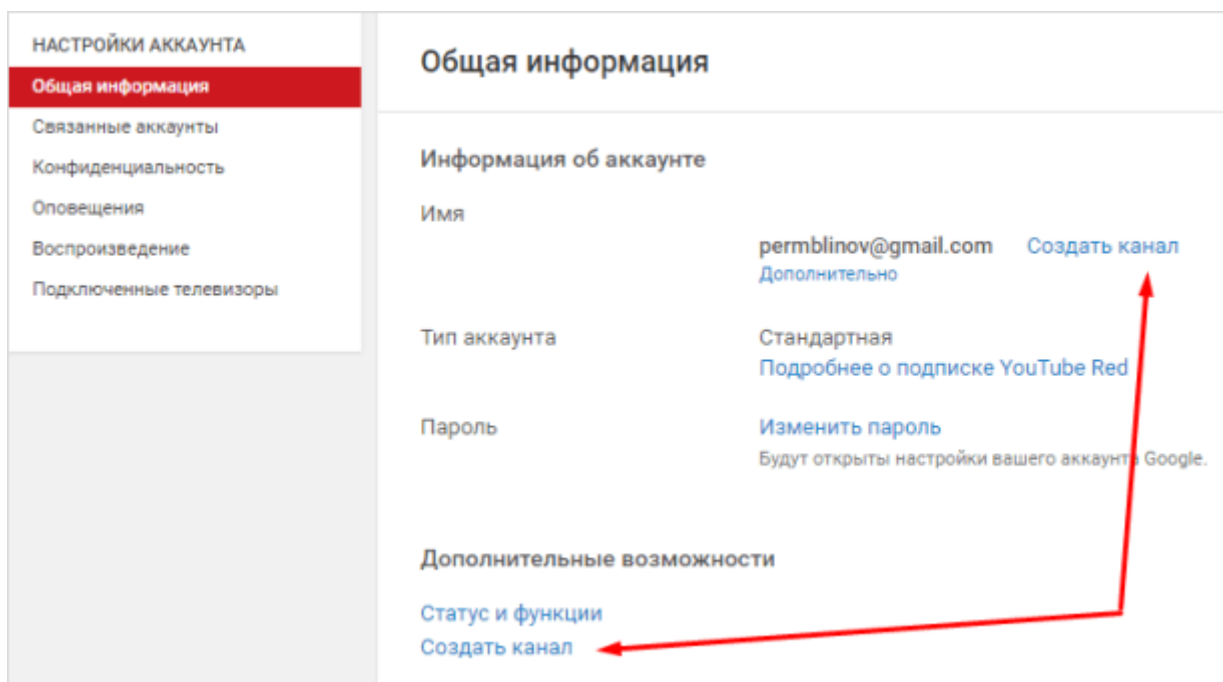 НАСТРОЙКИ АККАУНТА
Общая информация
Связанные аккаунты
Конфиденциальность
Оповещения
Воспроизведение
Подключенные телевизоры
Общая информация
Информация об аккаунте
Имя
permblinov@gmail.com Создать канал
Дополнительно
Тип аккаунта Стандартная
Подробнее о подписке YouTube Red
Пароль Изменить пароль
Будут открыты настройки вашего аккаунта Google.
Дополнительные возможности
Статус и функции
Создать канал